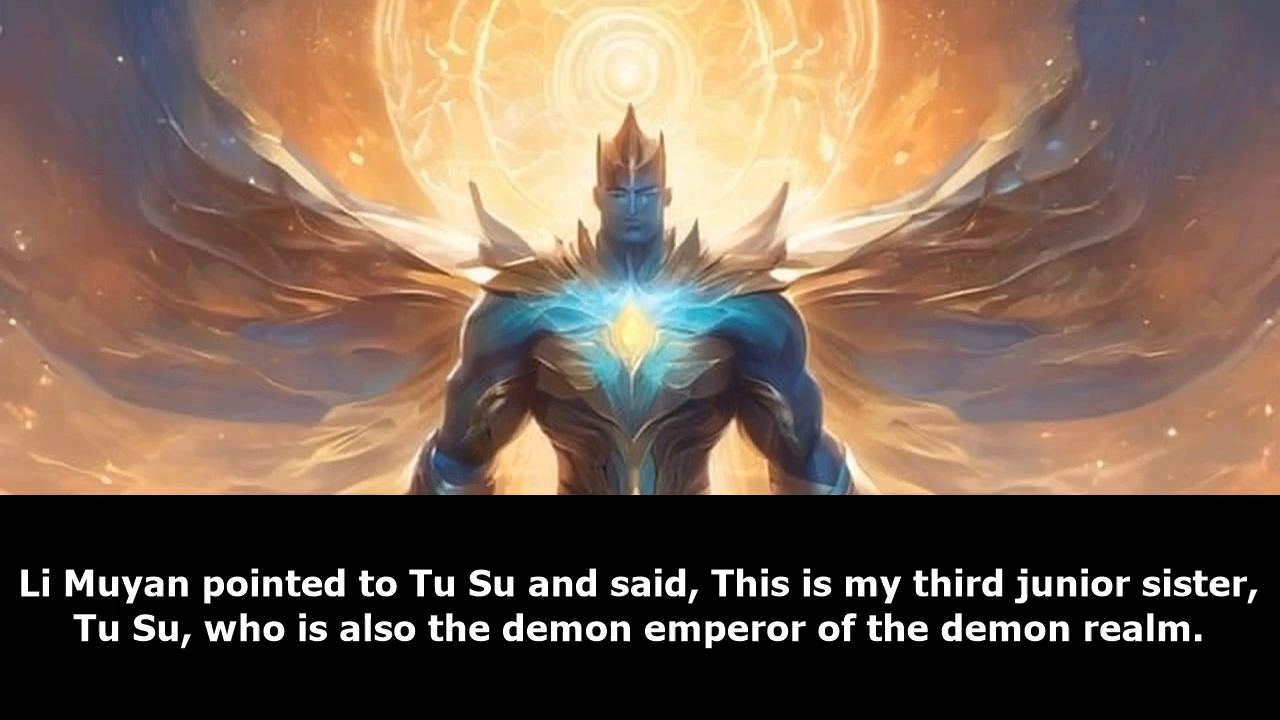 Li Muyan pointed to Tu Su and said, This is my third junior sister,
Tu Su, who is also the demon emperor of the demon realm.